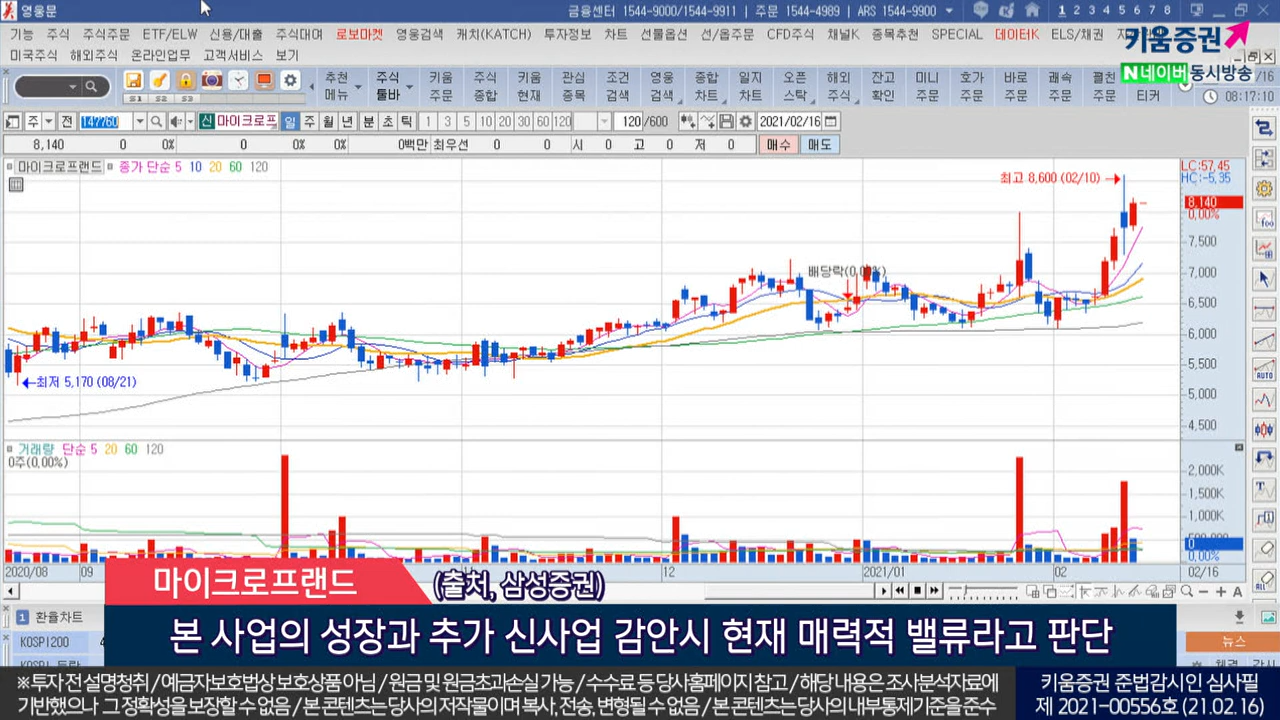 영웅문
금융센터 1544-9000/1544-9911 | 주문 1544-4989 | ARS 1544-9900
1 2 3 4 5 6 7 8
기능 주식 주식주문 ETF/ELW 신용/대출 주식대여 로보마켓 영웅검색 캐치(KATCH) 투자정보 차트 선물옵션 선/옵주문 CFD주식 채널K 종목추천 SPECIAL 데이터K ELS/채권
미국주식 해외주식 온라인업무 고객서비스 보기
키움증권
N 네이버 동시방송
S1 S2 S3
추천 메뉴 주식 툴바 키움 주문 주식 종합 키움 현재 관심 종목 조건 검색 영웅 검색 종합 차트 일지 차트 오픈 스탁 해외 주식 잔고 확인 미니 주문 호가 주문 바로 주문 쾌속 주문 펼친 주문 티커
/16
08:17:10
주 전 147760 신 마이크로프 일 주 월 년 분 초 틱 1 3 5 10 20 30 60 120 120 /600 2021/02/16
8,140 0 0% 0 0% 0% 0백만 최우선 0 0 시 0 고 0 저 0 매수 매도
마이크로프랜드 종가 단순 5 10 20 60 120
LC:57.45
HC:-5.35
최고 8,600 (02/10)
8,140
0.00%
7,500
배당락(0.00%)
7,000
6,500
6,000
5,500
최저 5,170 (08/21)
5,000
4,500
거래량 단순 5 20 60 120
0주(0.00%)
2,000K
1,500K
1,000K
0
0.00%
2020/08 09 12 2021/01 02 02/16
AUTO
ALL
마이크로프랜드
(출처, 삼성증권)
1 환율차트
본 사업의 성장과 추가 신사업 감안시 현재 매력적 밸류라고 판단
KOSPI200
뉴스
※ 투자 전 설명청취 / 예금자보호법상 보호상품 아님 / 원금 및 원금초과손실 가능 / 수수료 등 당사홈페이지 참고 / 해당 내용은 조사분석자료에
기반했으나 그 정확성을 보장할 수 없음 / 본 콘텐츠는 당사의 저작물이며 복사, 전송, 변형될 수 없음 / 본 콘텐츠는 당사의 내부통제기준을 준수
키움증권 준법감시인 심사필
제 2021-00556호 (21.02.16)